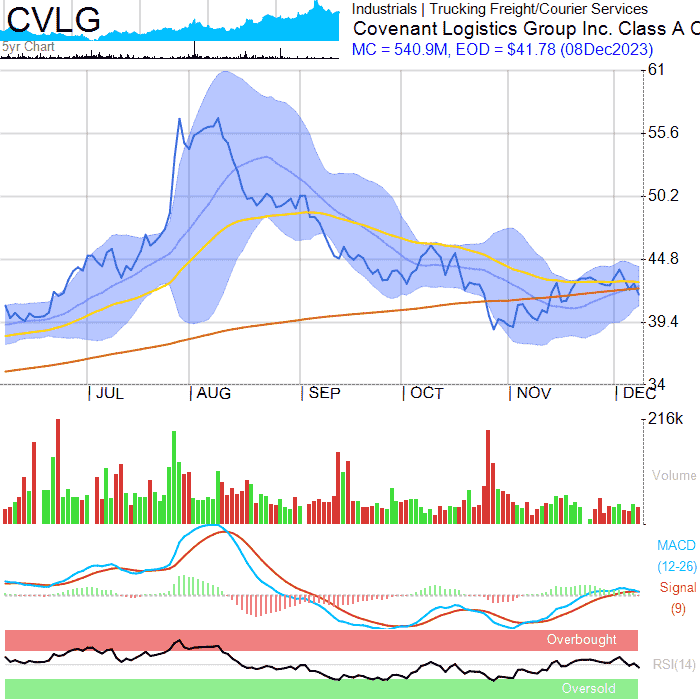 CVLG
5yr Chart
Industrials | Trucking Freight/Courier Services
Covenant Logistics Group Inc. Class A C
MC = 540.9M, EOD = $41.78 (08Dec2023)
61
55.6
50.2
44.8
39.4
34
JUL
AUG
SEP
OCT
NOV
DEC
216k
Volume
MACD
(12-26)
Signal
(9)
Overbought
RSI(14)
Oversold